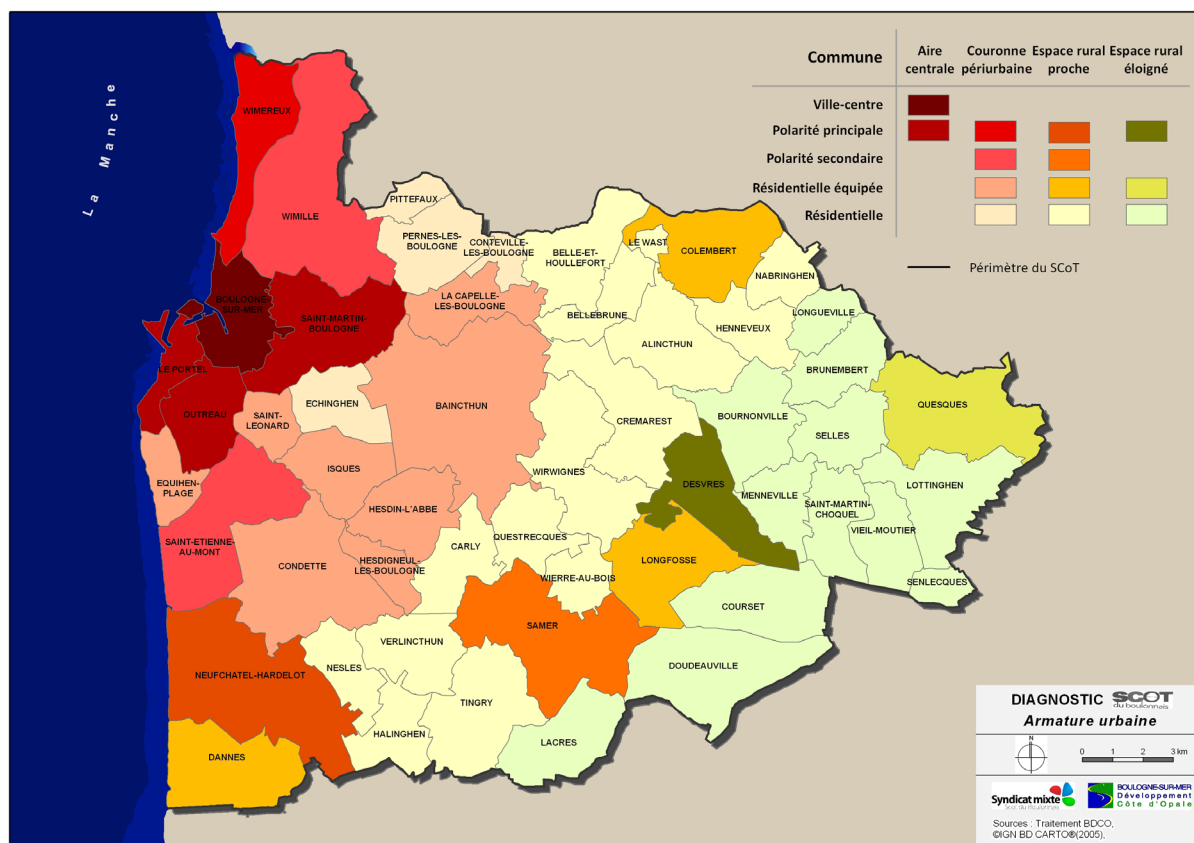 La Manche
Commune
Aire
centrale
Couronne
périurbaine
Espace rural
proche
Espace rural
éloigné
Ville-centre
Polarité principale
Polarité secondaire
Résidentielle équipée
Résidentielle
Périmètre du SCoT
WIMEREUX
WIMILLE
PITTEFAUX
PERNES-LES-
BOULOGNE
CONTEVILLE-
LES-BOULOGNE
BELLE-ET-
HOULLEFORT
LE WAST
COLEMBERT
NABRINGHEN
BOULOGNE-
SUR-MER
SAINT-MARTIN-
BOULOGNE
LA CAPELLE-
LES-BOULOGNE
BELLEBRUNE
HENNEVEUX
LONGUEVILLE
ALINCTHUN
BRUNEMBERT
LE PORTEL
OUTREAU
SAINT-
LEONARD
ECHINGHEN
BAINCTHUN
CREMAREST
BOURNONVILLE
SELLES
QUESQUES
ISQUES
WIRWIGNES
DESVRES
MENNEVILLE
SAINT-MARTIN-
CHOQUEL
LOTTINGHEN
VIEIL-MOUTIER
EQUIHEN-
PLAGE
HESDIN-L'ABBE
SAINT-ETIENNE-
AU-MONT
CONDETTE
HESDIGNEUL-
LES-BOULOGNE
CARLY
QUESTRECQUES
WIERRE-AU-BOIS
LONGFOSSE
SENLECQUES
COURSET
SAMER
VERLINCTHUN
NESLES
NEUFCHATEL-HARDELOT
DOUDEAUVILLE
TINGRY
HALINGHEN
LACRES
DANNES
DIAGNOSTIC SCOT
du boulonnais
Armature urbaine
N
0 1 2 3 km
Syndicat mixte
Scot du Boulonnais
BOULOGNE-SUR-MER
Développement
Côte d'Opale
Sources : Traitement BDCO,
©IGN BD CARTO®(2005),